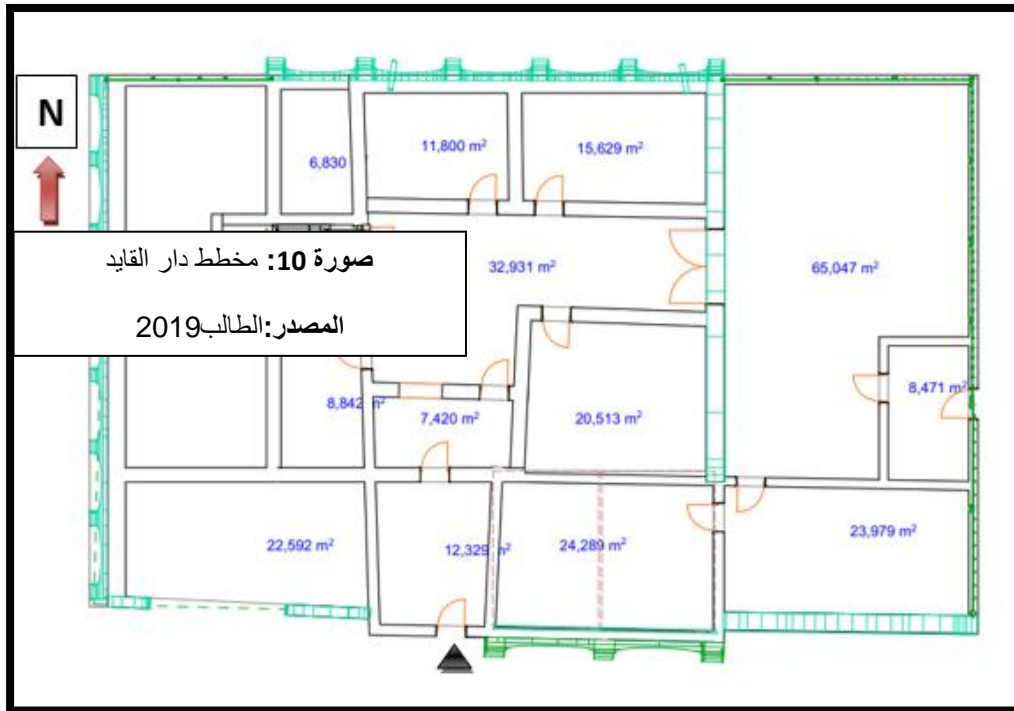 N
6,830
11,800 m²
15,629 m²
صورة 10: مخطط دار القايد
المصدر:الطالب2019
32,931 m²
65,047 m²
8,842 m²
7,420 m²
20,513 m²
8,471 m²
22,592 m²
12,329 m²
24,289 m²
23,979 m²